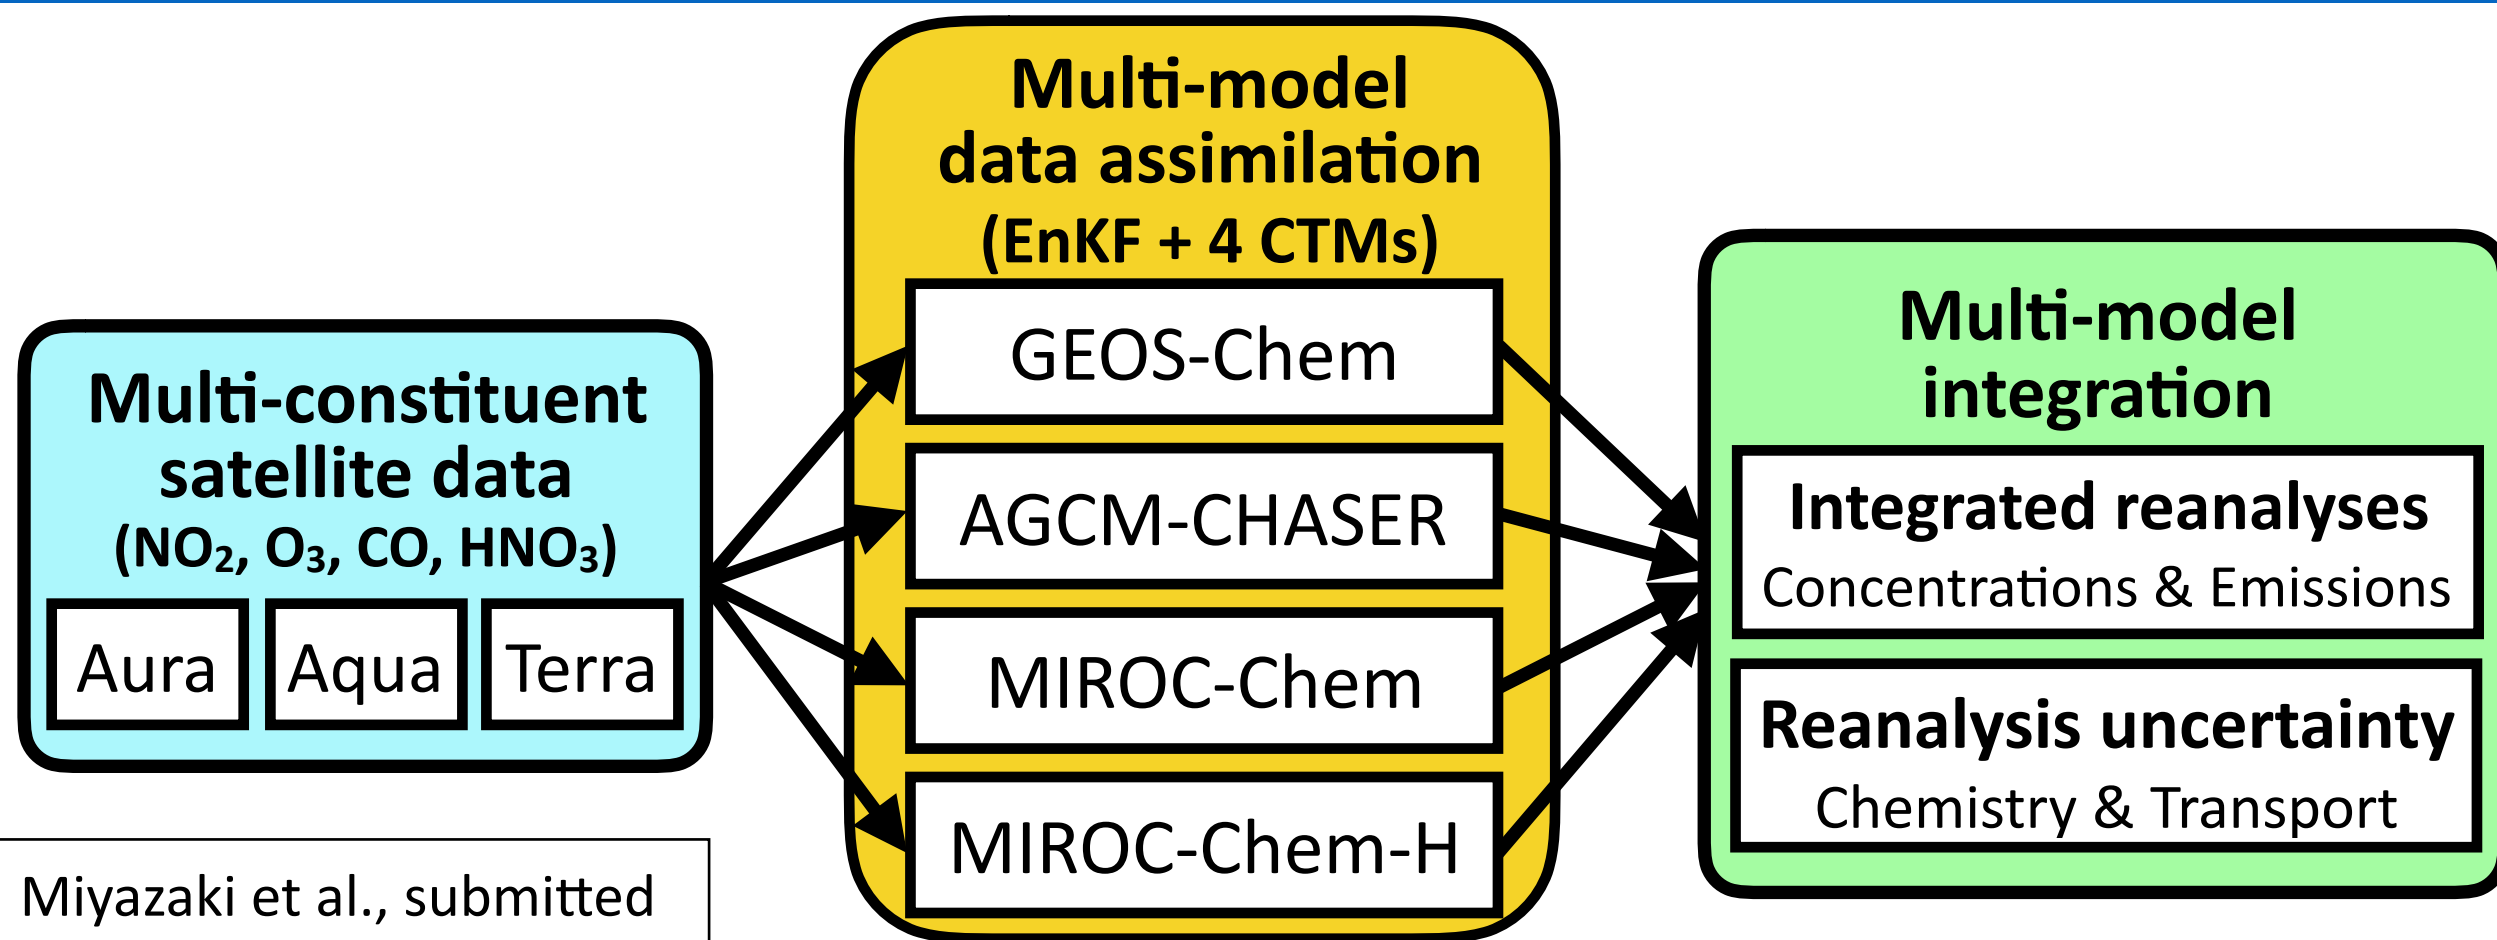 Multi-constituent
satellite data
(NO₂, O₃, CO, HNO₃)
Aura
Aqua
Terra
Miyazaki et al., submitted
Multi-model
data assimilation
(EnKF + 4 CTMs)
GEOS-Chem
AGCM-CHASER
MIROC-Chem
MIROC-Chem-H
Multi-model
integration
Integrated reanalyses
Concentrations & Emissions
Reanalysis uncertainty
Chemistry & Transport